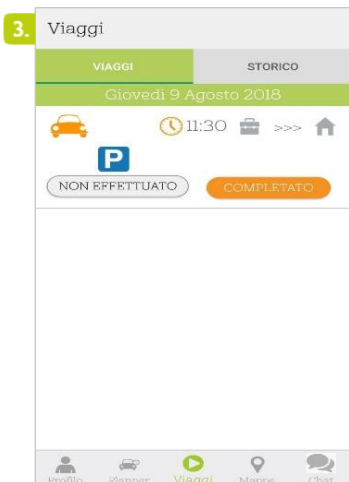 3.
Viaggi
VIAGGI STORICO
Giovedì 9 Agosto 2018
11:30 >>>
P
NON EFFETTUATO COMPLETATO
Profilo Planner Viaggi Mappe Chat